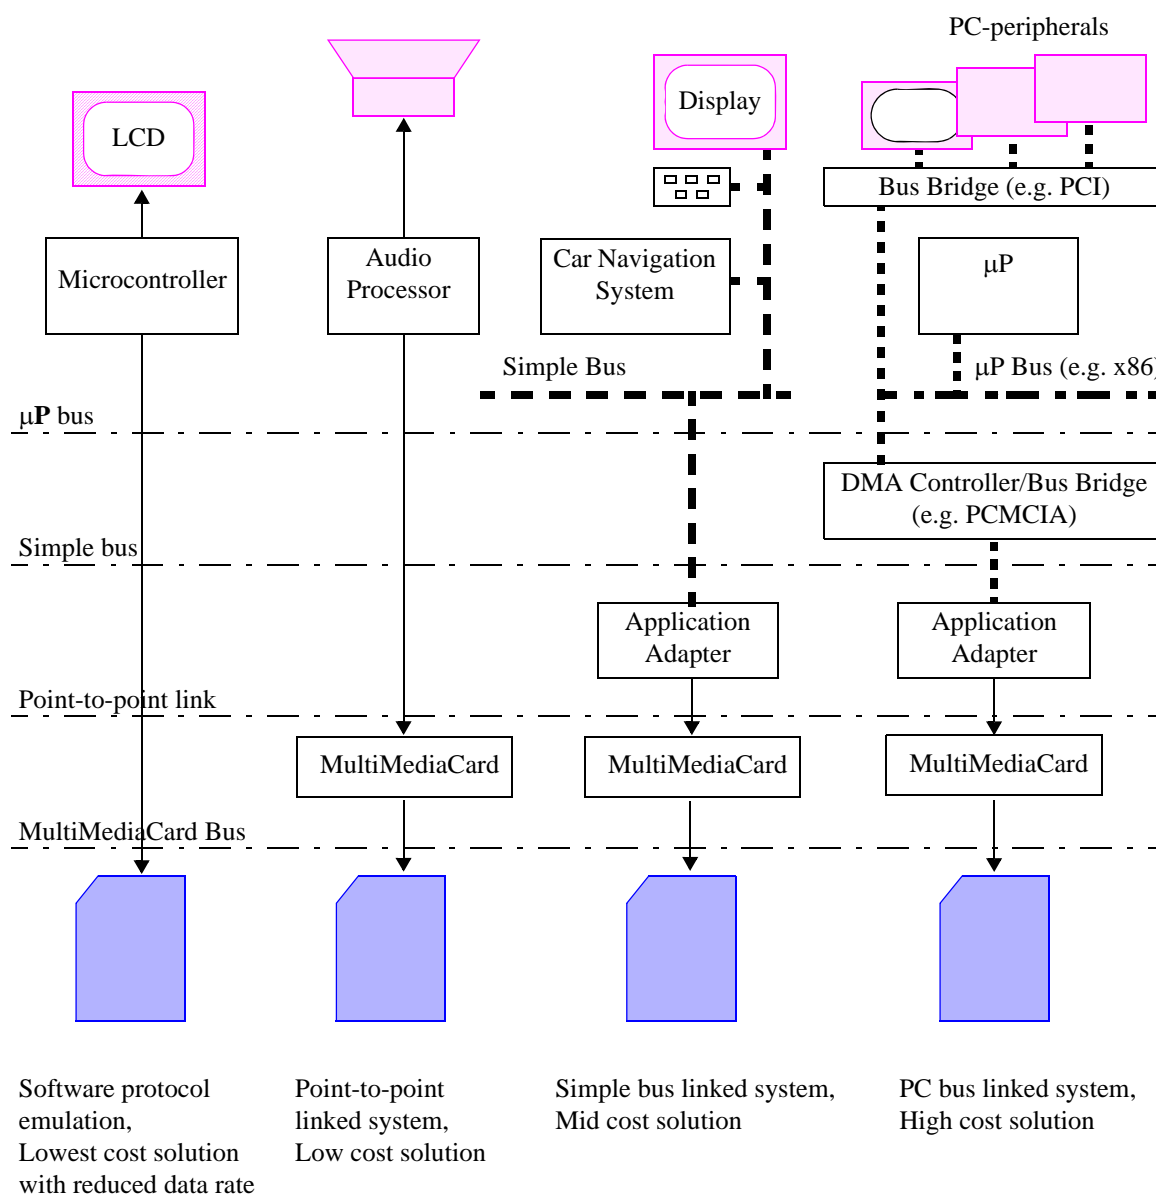 PC-peripherals
LCD
Display
Bus Bridge (e.g. PCI)
Microcontroller
Audio
Processor
Car Navigation
System
μP
Simple Bus
μP Bus (e.g. x86)
μP bus
DMA Controller/Bus Bridge
(e.g. PCMCIA)
Simple bus
Application
Adapter
Application
Adapter
Point-to-point link
MultiMediaCard
MultiMediaCard
MultiMediaCard
MultiMediaCard Bus
Software protocol
emulation,
Lowest cost solution
with reduced data rate
Point-to-point
linked system,
Low cost solution
Simple bus linked system,
Mid cost solution
PC bus linked system,
High cost solution